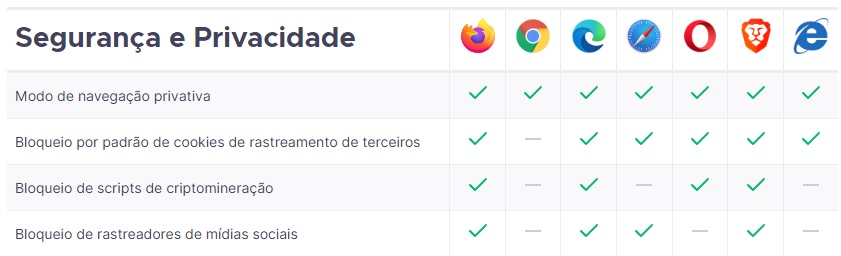 Segurança e Privacidade
Modo de navegação privativa
Bloqueio por padrão de cookies de rastreamento de terceiros
Bloqueio de scripts de criptomineração
Bloqueio de rastreadores de mídias sociais